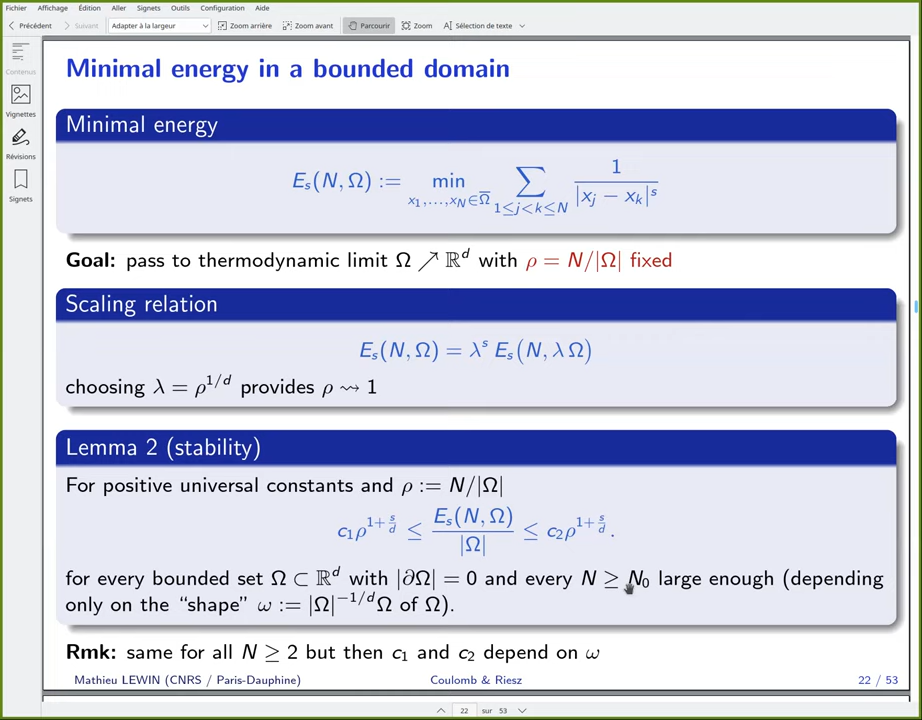 Fichier Affichage Édition Aller Signets Outils Configuration Aide
Précédent Suivant Adapter à la largeur Zoom arrière Zoom avant Parcourir Zoom Sélection de texte
Contenus
Vignettes
Révisions
Signets
Minimal energy in a bounded domain
Minimal energy
E_s(N, Ω) := min_{x_1,...,x_N∈Ω̅} ∑_{1≤j<k≤N} 1/|x_j − x_k|^s
Goal: pass to thermodynamic limit Ω ↗ ℝ^d with ρ = N/|Ω| fixed
Scaling relation
E_s(N, Ω) = λ^s E_s(N, λ Ω)
choosing λ = ρ^{1/d} provides ρ ⇝ 1
Lemma 2 (stability)
For positive universal constants and ρ := N/|Ω|
c_1ρ^{1+s/d} ≤ E_s(N, Ω)/|Ω| ≤ c_2ρ^{1+s/d}.
for every bounded set Ω ⊂ ℝ^d with |∂Ω| = 0 and every N ≥ N_0 large enough (depending
only on the “shape” ω := |Ω|^{−1/d}Ω of Ω).
Rmk: same for all N ≥ 2 but then c_1 and c_2 depend on ω
Mathieu LEWIN (CNRS / Paris-Dauphine) Coulomb & Riesz 22 / 53
22 sur 53